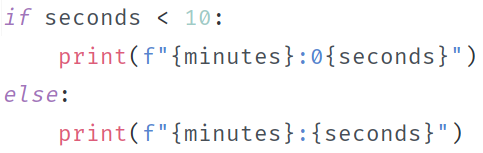 if seconds < 10:
    print(f"{minutes}:0{seconds}")
else:
    print(f"{minutes}:{seconds}")